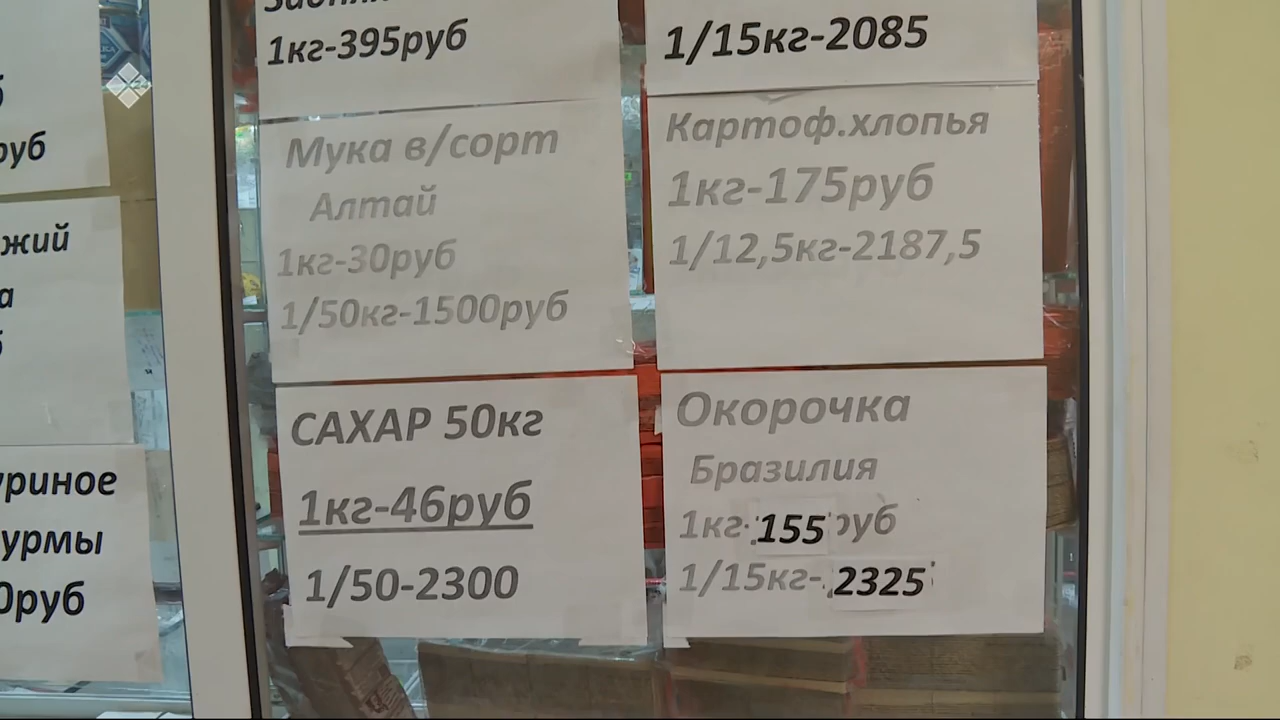 руб
жий
уриное
урмы
0руб
1кг-395руб
Мука в/сорт
Алтай
1кг-30руб
1/50кг-1500руб
САХАР 50кг
1кг-46руб
1/50-2300
1/15кг-2085
Картоф.хлопья
1кг-175руб
1/12,5кг-2187,5
Окорочка
Бразилия
1кг-155руб
1/15кг-2325